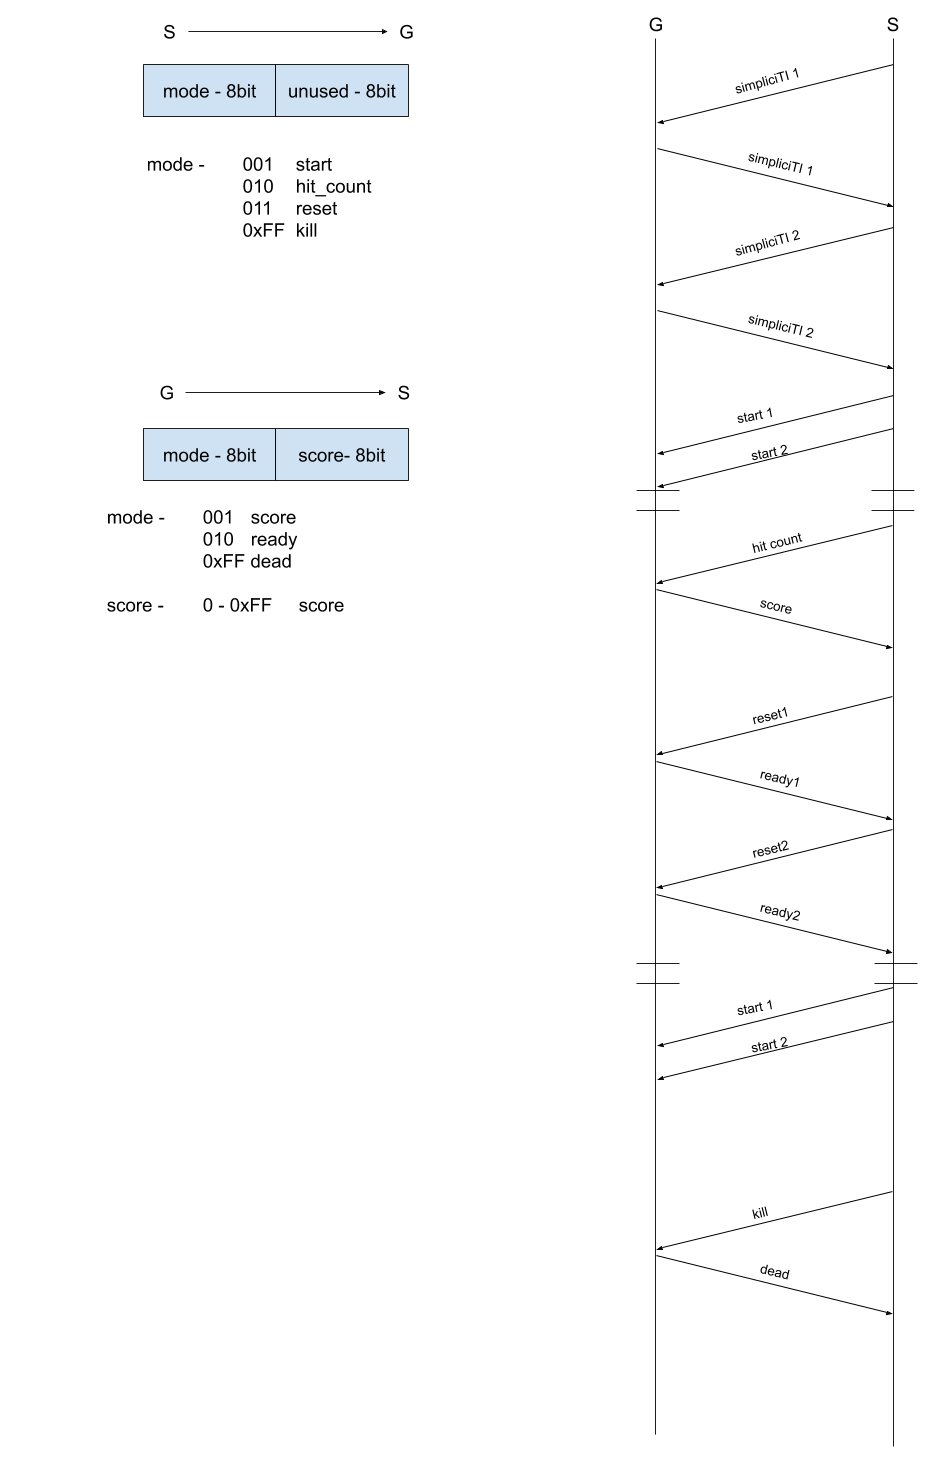 S G
mode - 8bit unused - 8bit
mode - 001 start
010 hit_count
011 reset
0xFF kill
G S
mode - 8bit score- 8bit
mode - 001 score
010 ready
0xFF dead
score - 0 - 0xFF score
G S
simpliciTI 1
simpliciTI 1
simpliciTI 2
simpliciTI 2
start 1
start 2
hit count
score
reset1
ready1
reset2
ready2
start 1
start 2
kill
dead